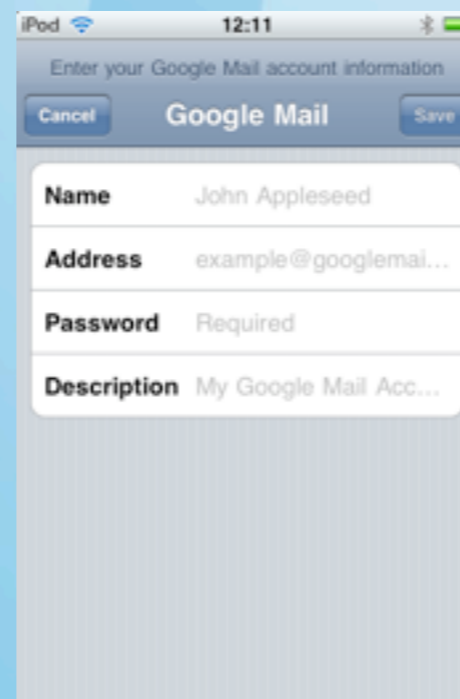 iPod 12:11
Enter your Google Mail account information
Cancel Google Mail Save
Name John Appleseed
Address example@googlemai...
Password Required
Description My Google Mail Acc...